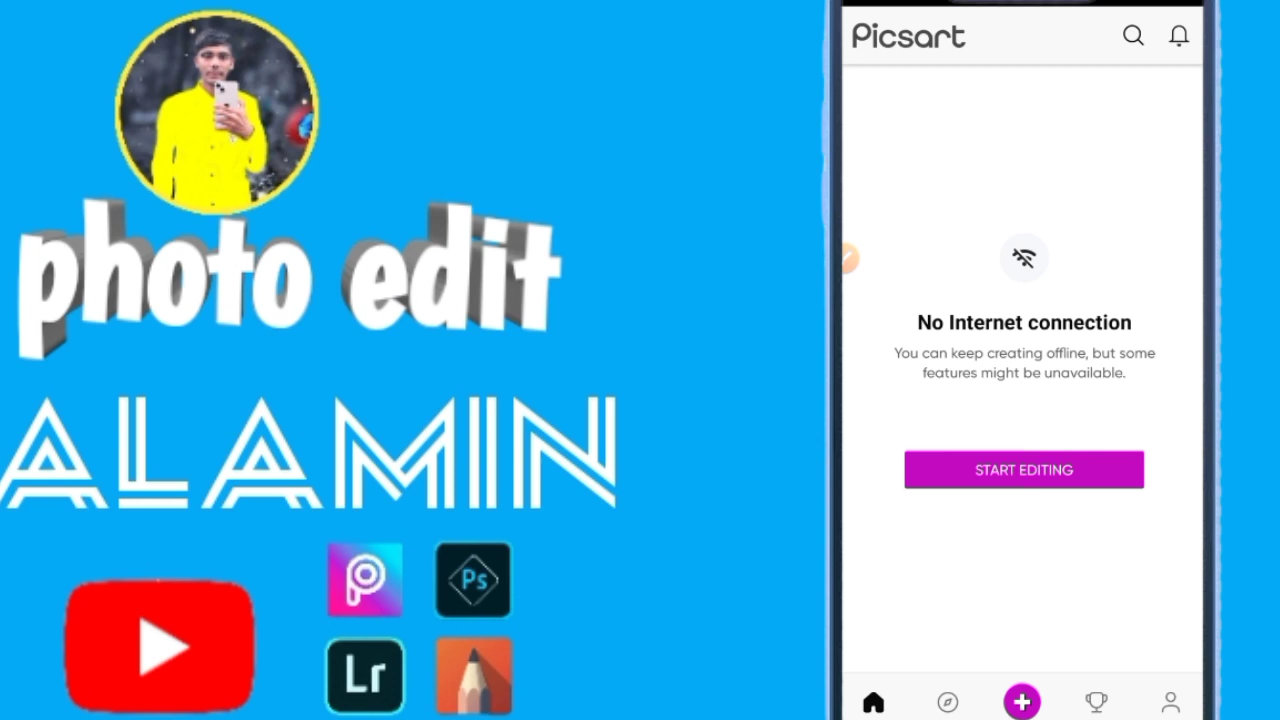 photo edit
ALAMIN
Ps
Lr
Picsart
No Internet connection
You can keep creating offline, but some
features might be unavailable.
START EDITING